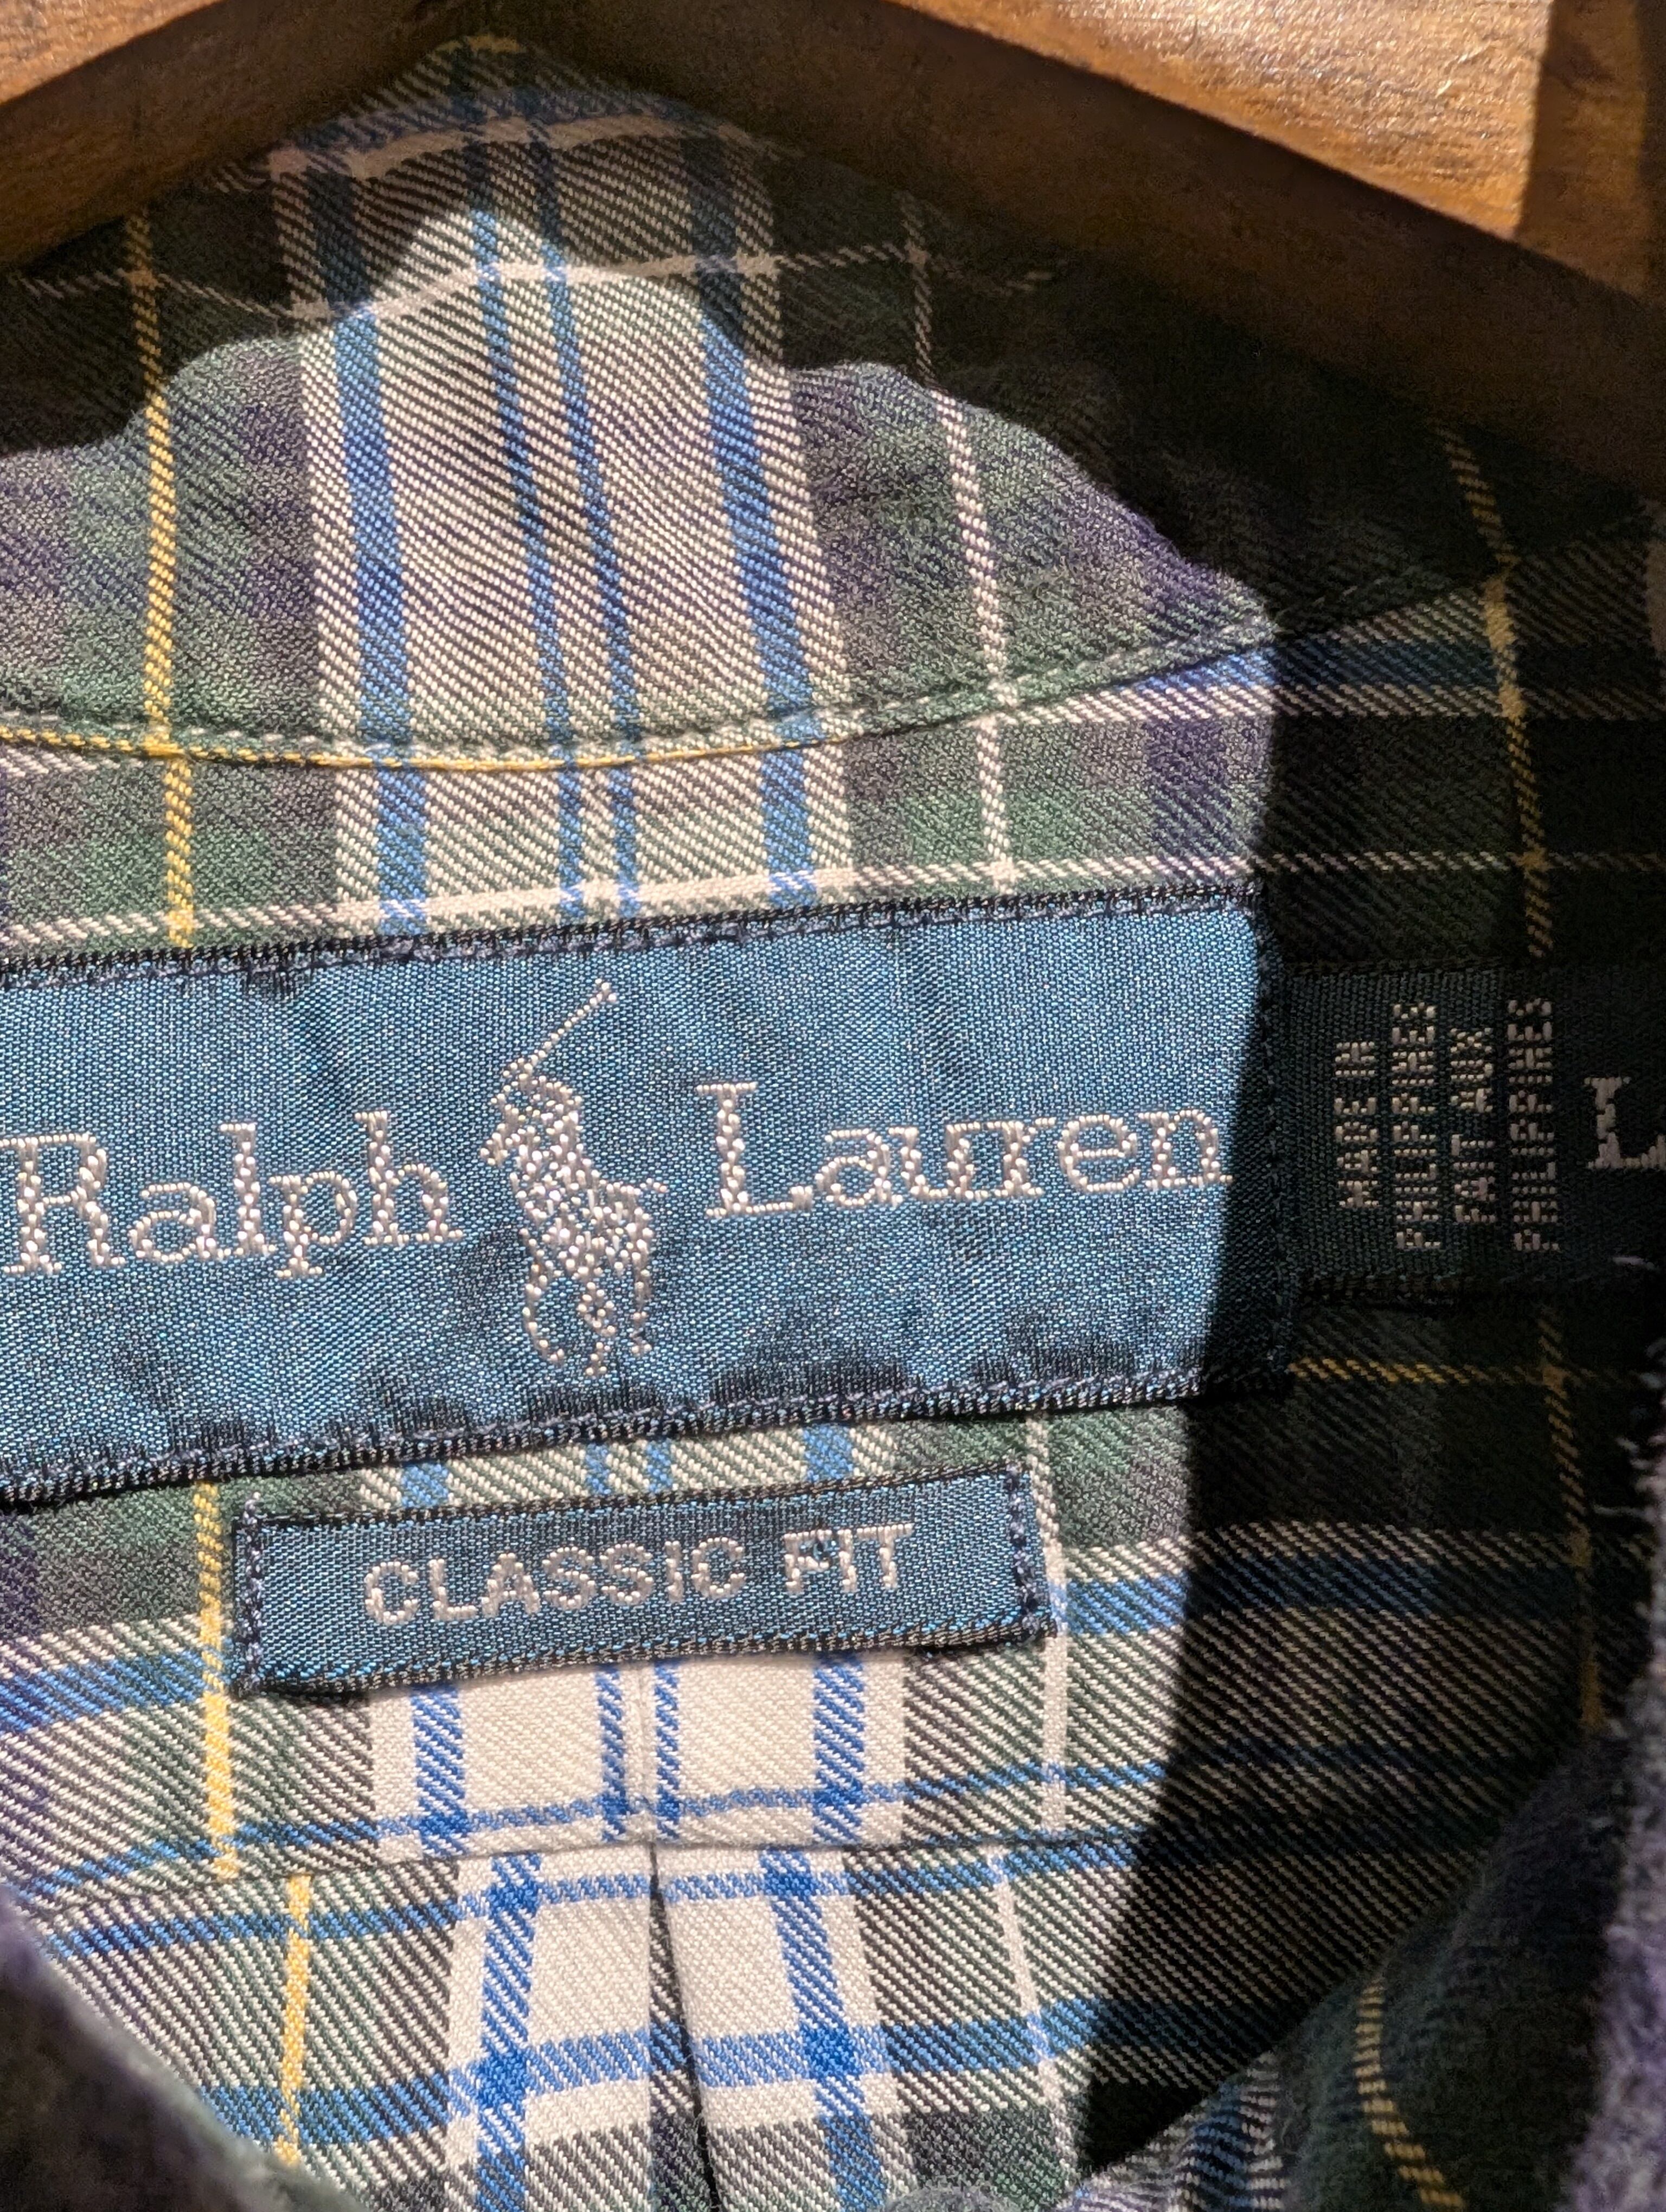 Ralph Lauren
CLASSIC FIT
MADE IN
PHILIPPINES
FAIT AUX
PHILIPPINES
L